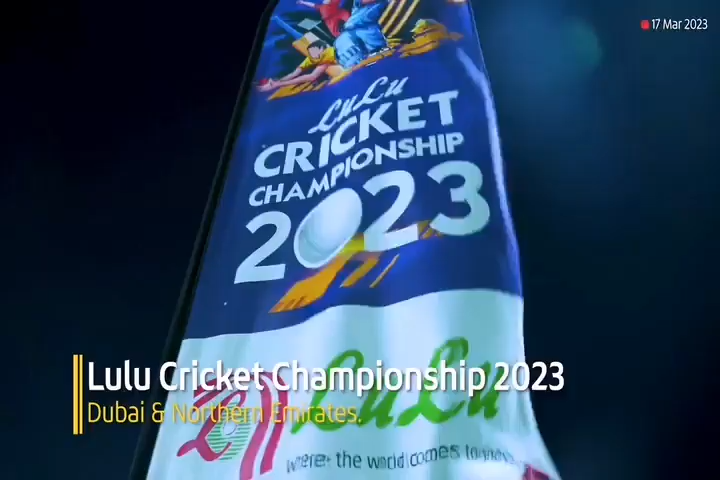 17 Mar 2023
LuLu
CRICKET
CHAMPIONSHIP
2023
Lulu Cricket Championship 2023
Dubai & Northern Emirates.
LuLu
where the world comes to